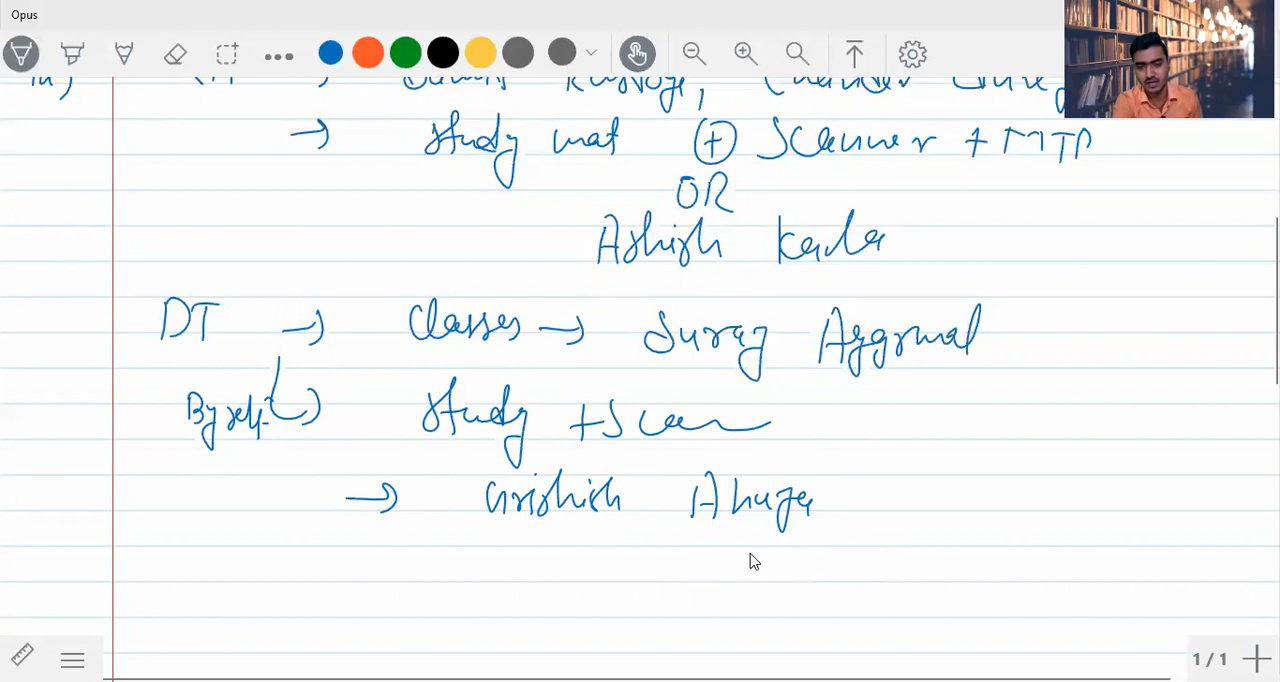 Opus
→ Study mat (+) Scanner + MTP
OR
Ashish Kalra
DT → Classes → Suraj Aggrwal
By self → Study + Scan
→ Grishish Ahuja
1 / 1